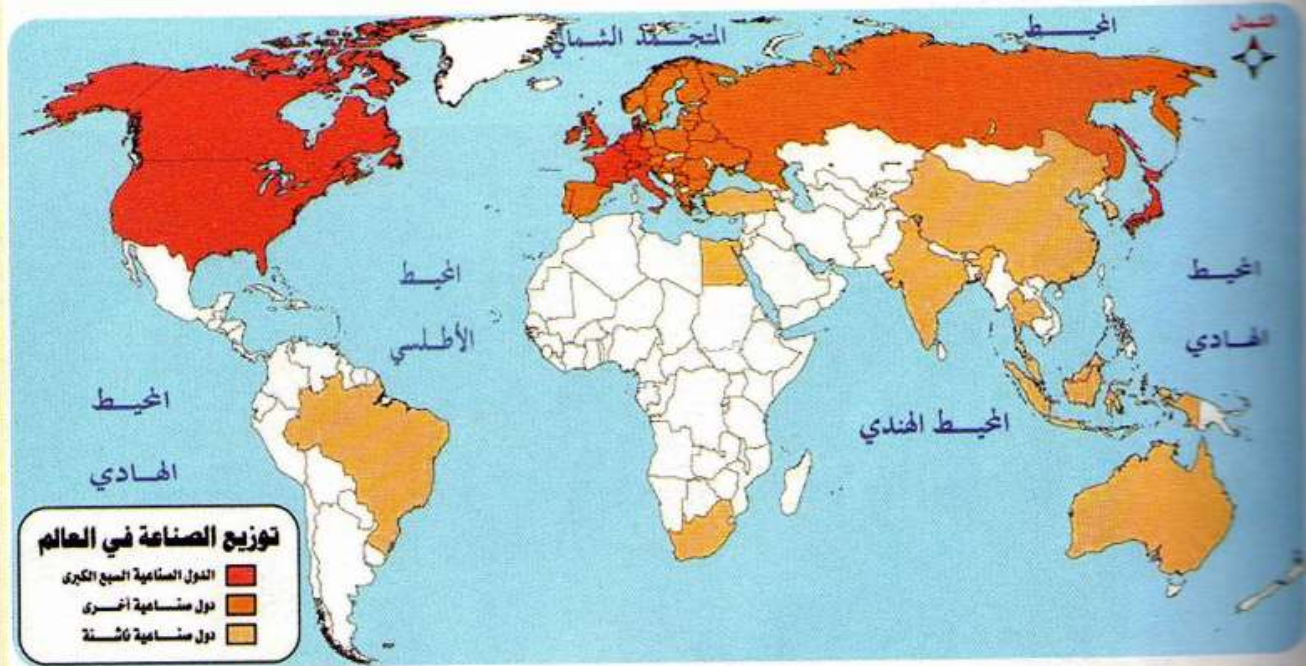 الشمال
المحيط
المتجمد الشمالي
المحيط
الأطلسي
المحيط
الهادي
المحيط
الهادي
المحيط الهندي
توزيع الصناعة في العالم
الدول الصناعية السبع الكبرى
دول صناعية أخرى
دول صناعية ناشئة